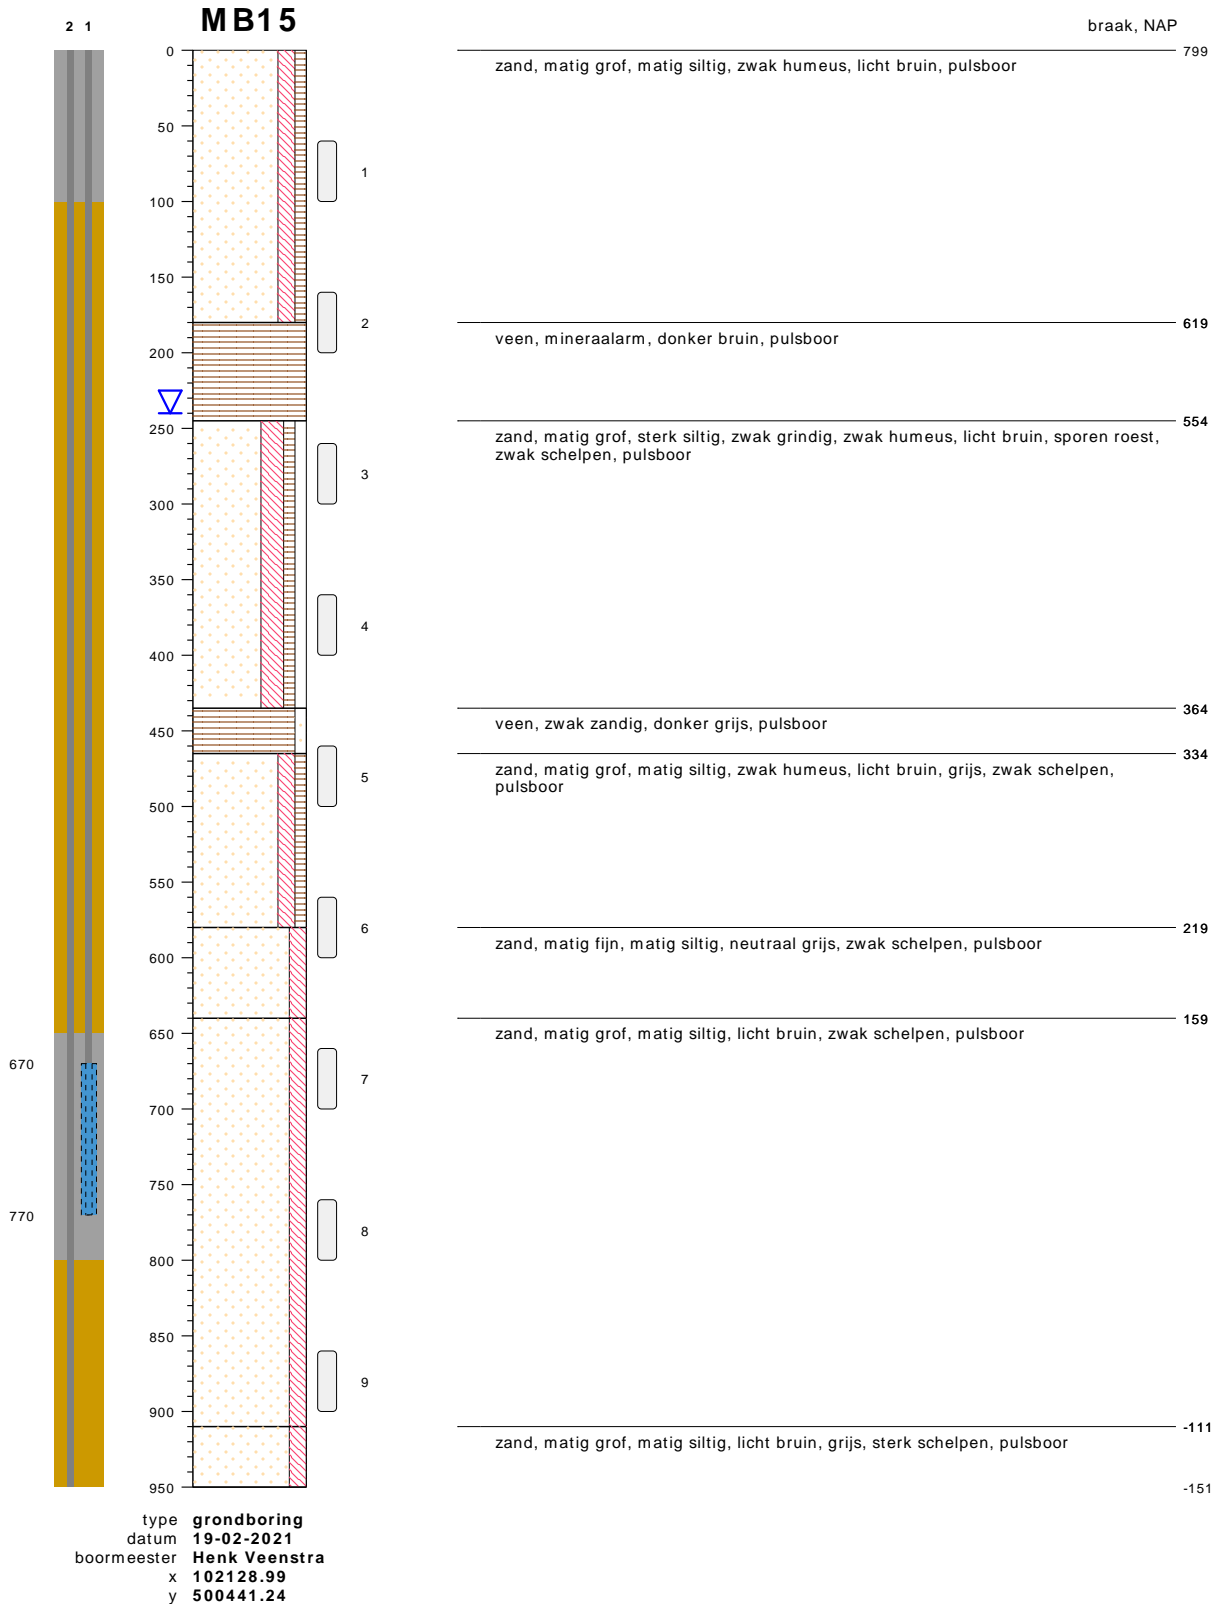 2 1
MB15
braak, NAP
0
799
zand, matig grof, matig siltig, zwak humeus, licht bruin, pulsboor
50
1
100
150
2
619
veen, mineraalarm, donker bruin, pulsboor
200
250
554
zand, matig grof, sterk siltig, zwak grindig, zwak humeus, licht bruin, sporen roest,
zwak schelpen, pulsboor
3
300
350
4
400
364
veen, zwak zandig, donker grijs, pulsboor
450
334
zand, matig grof, matig siltig, zwak humeus, licht bruin, grijs, zwak schelpen,
pulsboor
5
500
550
6
219
zand, matig fijn, matig siltig, neutraal grijs, zwak schelpen, pulsboor
600
159
zand, matig grof, matig siltig, licht bruin, zwak schelpen, pulsboor
650
670
7
700
750
770
8
800
850
9
900
-111
zand, matig grof, matig siltig, licht bruin, grijs, sterk schelpen, pulsboor
950
-151
type grondboring
datum 19-02-2021
boormeester Henk Veenstra
x 102128.99
y 500441.24